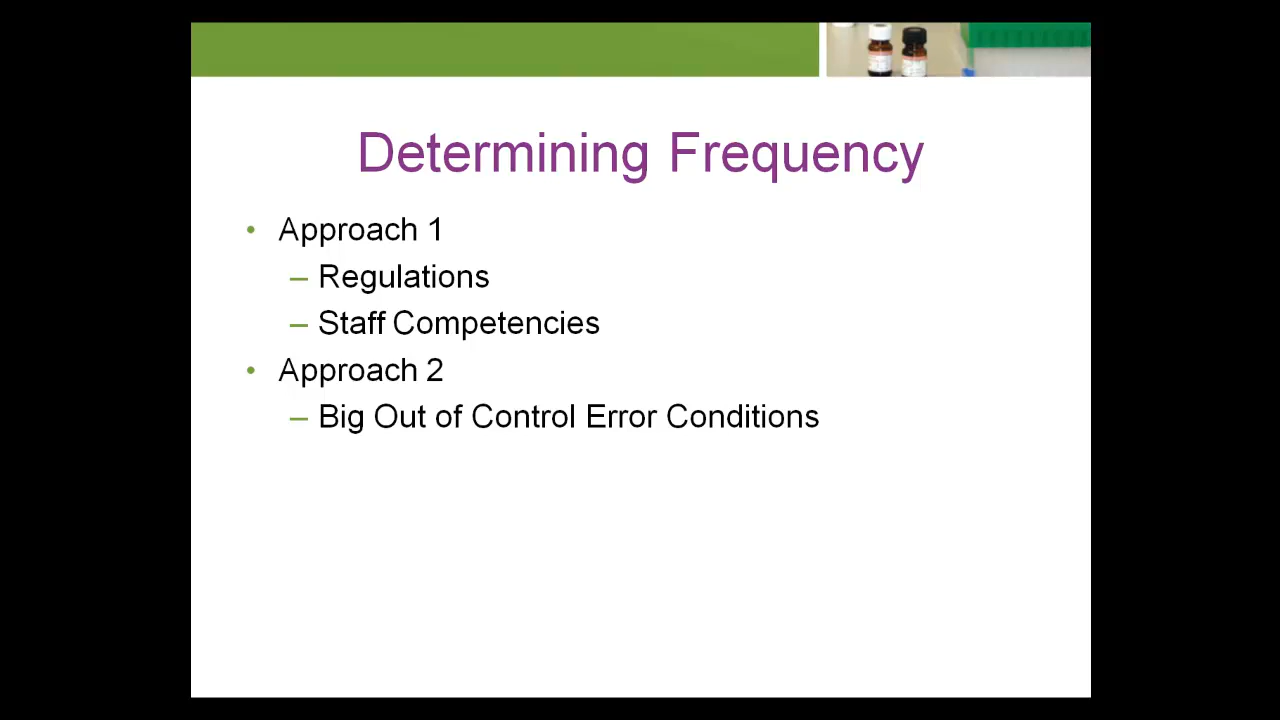 Determining Frequency
• Approach 1
– Regulations
– Staff Competencies
• Approach 2
– Big Out of Control Error Conditions